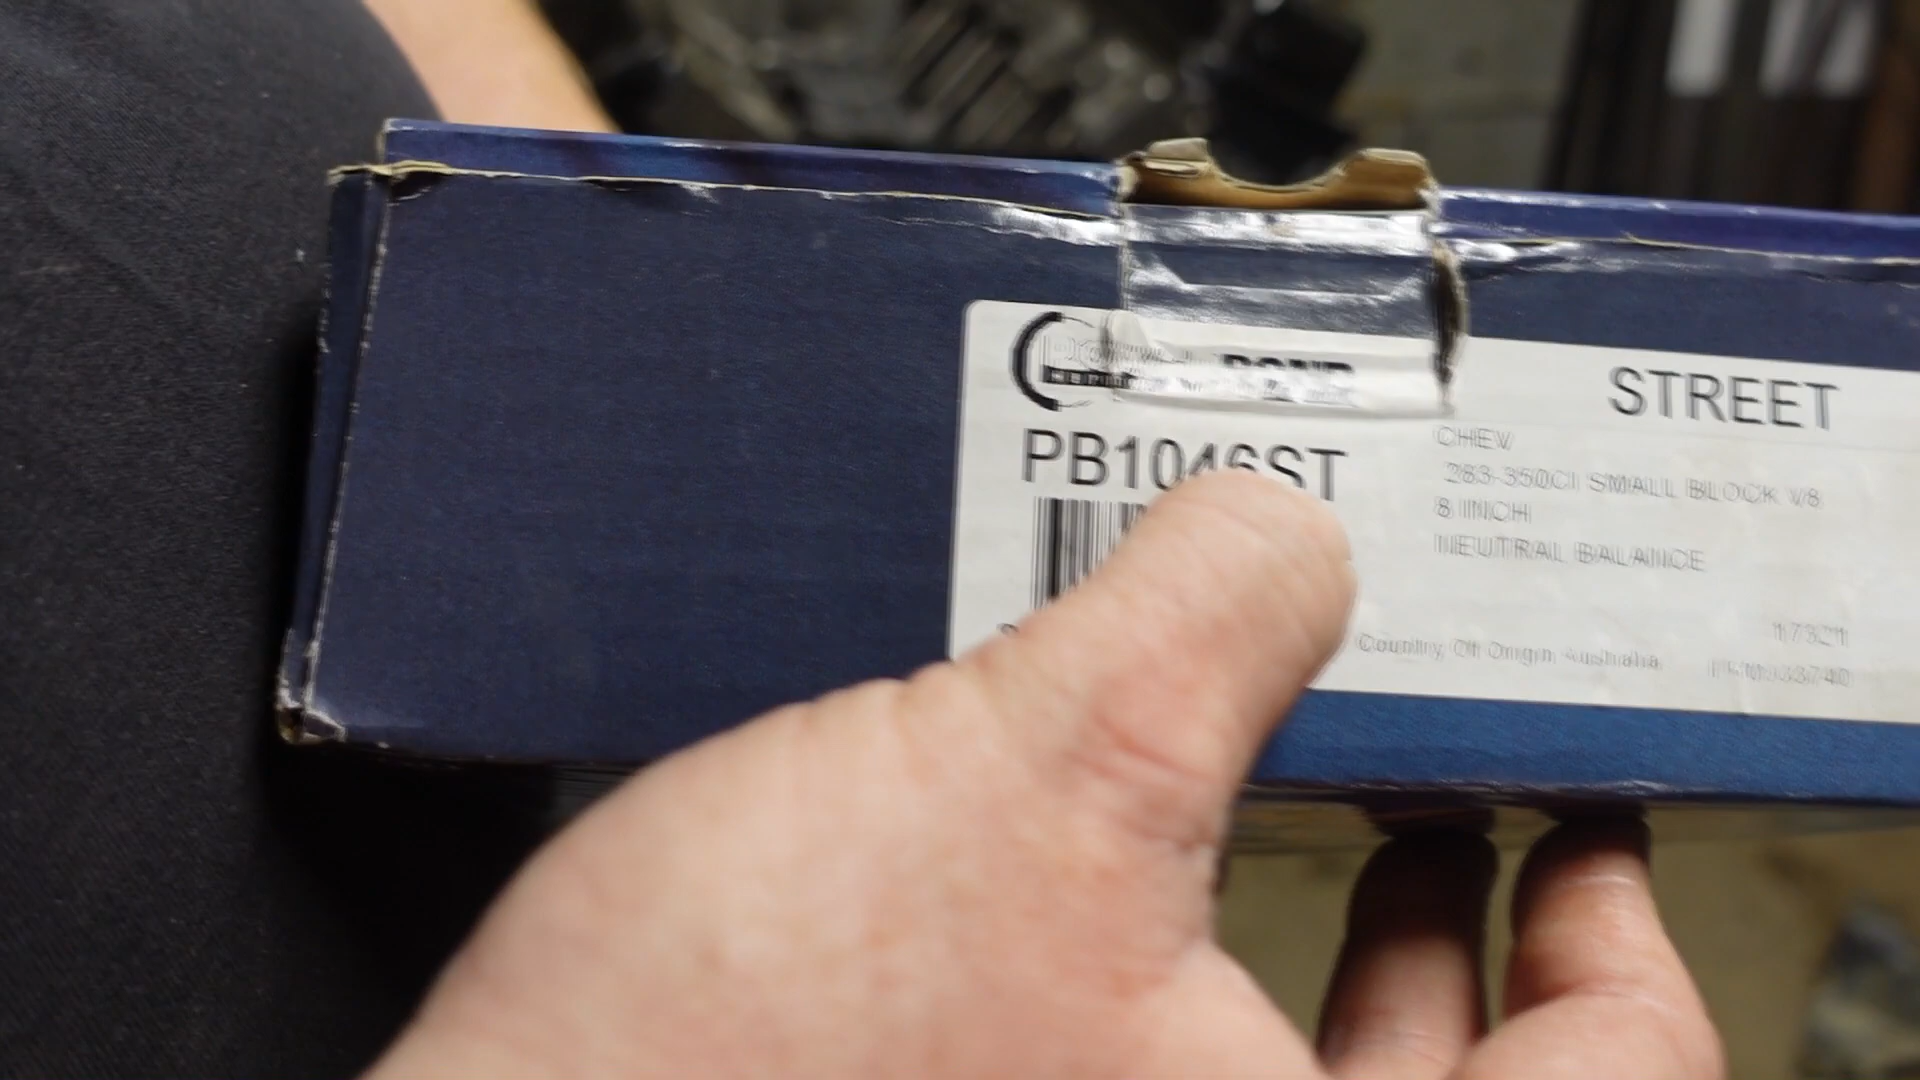 STREET
PB1046ST
CHEV
283-350CI SMALL BLOCK V8
8 INCH
NEUTRAL BALANCE
17321
Country Of Origin Australia